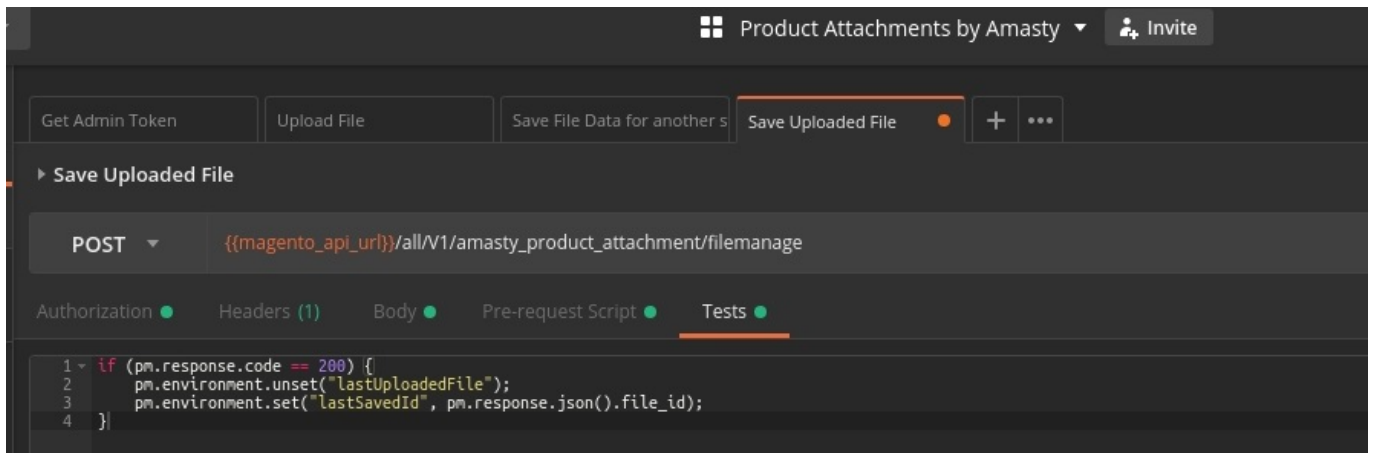 Product Attachments by Amasty Invite
Get Admin Token Upload File Save File Data for another s Save Uploaded File
Save Uploaded File
POST {{magento_api_url}}/all/V1/amasty_product_attachment/filemanage
Authorization Headers (1) Body Pre-request Script Tests
1 if (pm.response.code == 200) {
2 pm.environment.unset("lastUploadedFile");
3 pm.environment.set("lastSavedId", pm.response.json().file_id);
4 }